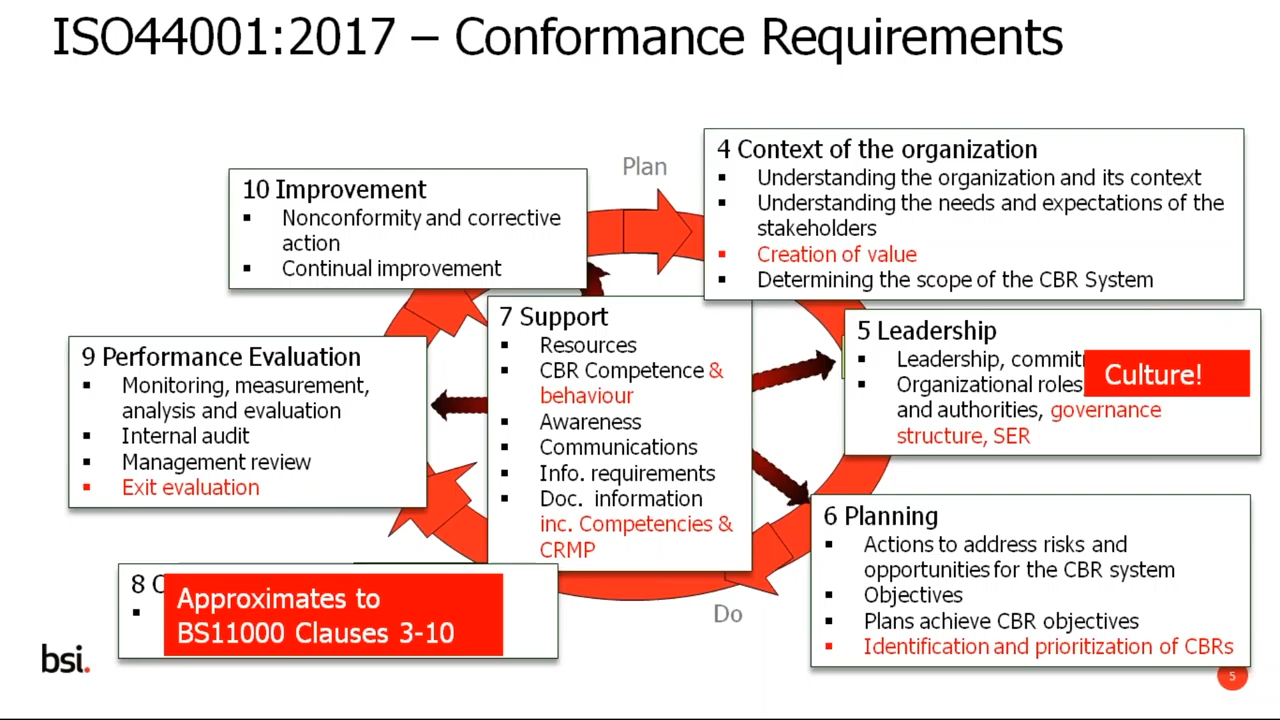 ISO44001:2017 – Conformance Requirements
Plan
4 Context of the organization
Understanding the organization and its context
Understanding the needs and expectations of the
stakeholders
Creation of value
Determining the scope of the CBR System
10 Improvement
Nonconformity and corrective
action
Continual improvement
7 Support
Resources
CBR Competence &
behaviour
Awareness
Communications
Info. requirements
Doc. information
inc. Competencies &
CRMP
5 Leadership
Leadership,
Culture!
Organizational roles
and authorities, governance
structure, SER
9 Performance Evaluation
Monitoring, measurement,
analysis and evaluation
Internal audit
Management review
Exit evaluation
6 Planning
Actions to address risks and
opportunities for the CBR system
Objectives
Plans achieve CBR objectives
Identification and prioritization of CBRs
8
Approximates to
BS11000 Clauses 3-10
Do
bsi.
5